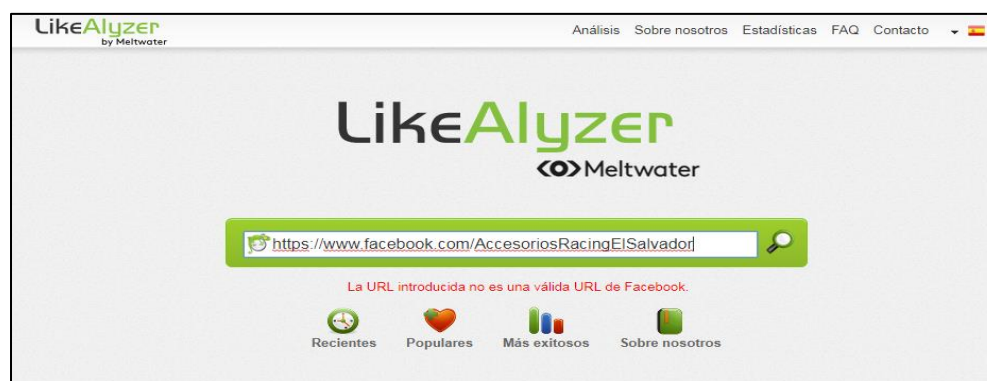 LikeAlyzer
by Meltwater
Análisis Sobre nosotros Estadísticas FAQ Contacto
LikeAlyzer
Meltwater
https://www.facebook.com/AccesoriosRacingElSalvador
La URL introducida no es una válida URL de Facebook.
Recientes Populares Más exitosos Sobre nosotros